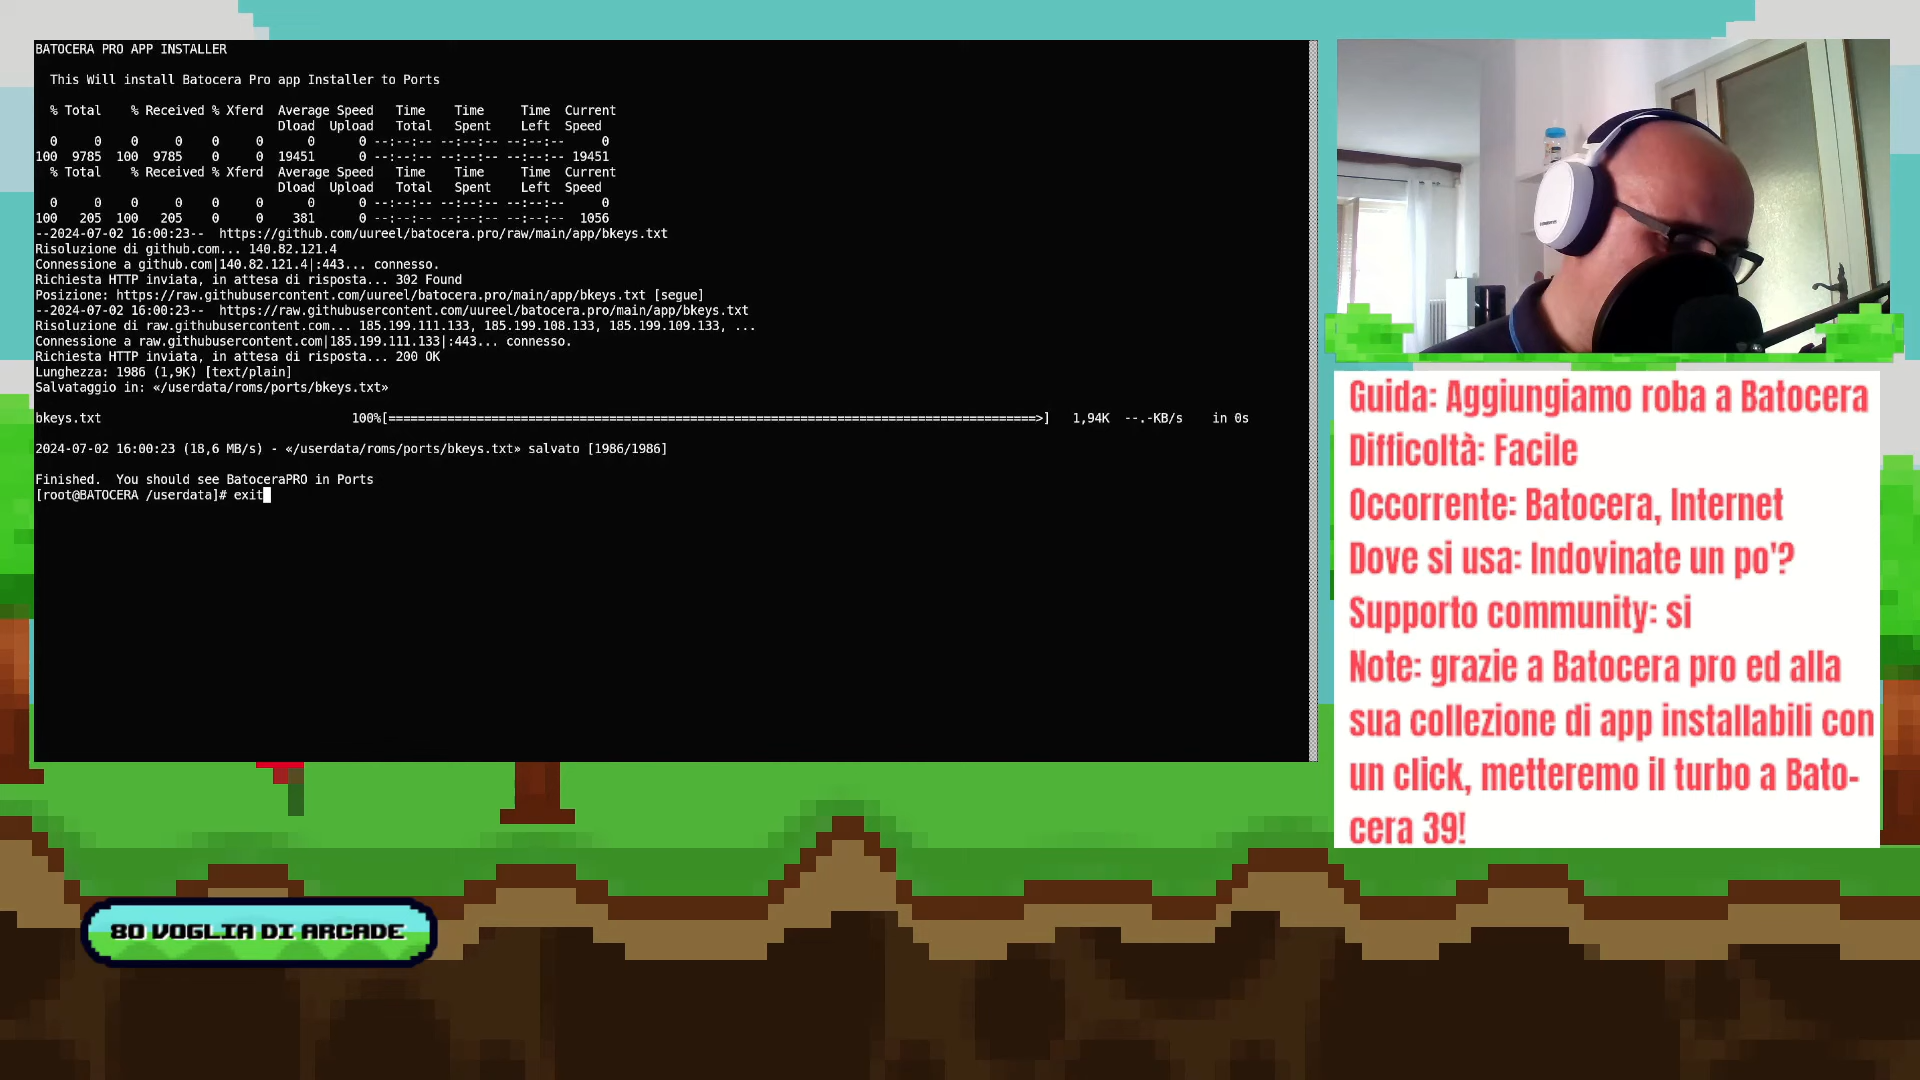 BATOCERA PRO APP INSTALLER
This Will install Batocera Pro app Installer to Ports
% Total    % Received % Xferd  Average Speed   Time    Time     Time  Current
Dload  Upload   Total   Spent    Left  Speed
0     0    0     0    0     0      0      0 --:--:-- --:--:-- --:--:--     0
100  9785  100  9785    0     0  19451      0 --:--:-- --:--:-- --:--:-- 19451
% Total    % Received % Xferd  Average Speed   Time    Time     Time  Current
Dload  Upload   Total   Spent    Left  Speed
0     0    0     0    0     0      0      0 --:--:-- --:--:-- --:--:--     0
100   205  100   205    0     0    381      0 --:--:-- --:--:-- --:--:--  1056
--2024-07-02 16:00:23--  https://github.com/uureel/batocera.pro/raw/main/app/bkeys.txt
Risoluzione di github.com... 140.82.121.4
Connessione a github.com|140.82.121.4|:443... connesso.
Richiesta HTTP inviata, in attesa di risposta... 302 Found
Posizione: https://raw.githubusercontent.com/uureel/batocera.pro/main/app/bkeys.txt [segue]
--2024-07-02 16:00:23--  https://raw.githubusercontent.com/uureel/batocera.pro/main/app/bkeys.txt
Risoluzione di raw.githubusercontent.com... 185.199.111.133, 185.199.108.133, 185.199.109.133, ...
Connessione a raw.githubusercontent.com|185.199.111.133|:443... connesso.
Richiesta HTTP inviata, in attesa di risposta... 200 OK
Lunghezza: 1986 (1,9K) [text/plain]
Salvataggio in: «/userdata/roms/ports/bkeys.txt»
bkeys.txt 100%[=======================================================================================>] 1,94K --.-KB/s in 0s
2024-07-02 16:00:23 (18,6 MB/s) - «/userdata/roms/ports/bkeys.txt» salvato [1986/1986]
Finished.  You should see BatoceraPRO in Ports
[root@BATOCERA /userdata]# exit
Guida: Aggiungiamo roba a Batocera
Difficoltà: Facile
Occorrente: Batocera, Internet
Dove si usa: Indovinate un po'?
Supporto community: si
Note: grazie a Batocera pro ed alla
sua collezione di app installabili con
un click, metteremo il turbo a Bato-
cera 39!
80 VOGLIA DI ARCADE